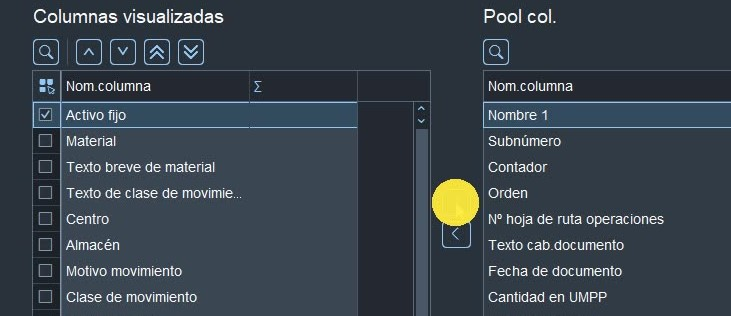 Columnas visualizadas
Pool col.
Nom.columna Σ
Activo fijo
Material
Texto breve de material
Texto de clase de movimie...
Centro
Almacén
Motivo movimiento
Clase de movimiento
Nom.columna
Nombre 1
Subnúmero
Contador
Orden
Nº hoja de ruta operaciones
Texto cab.documento
Fecha de documento
Cantidad en UMPP